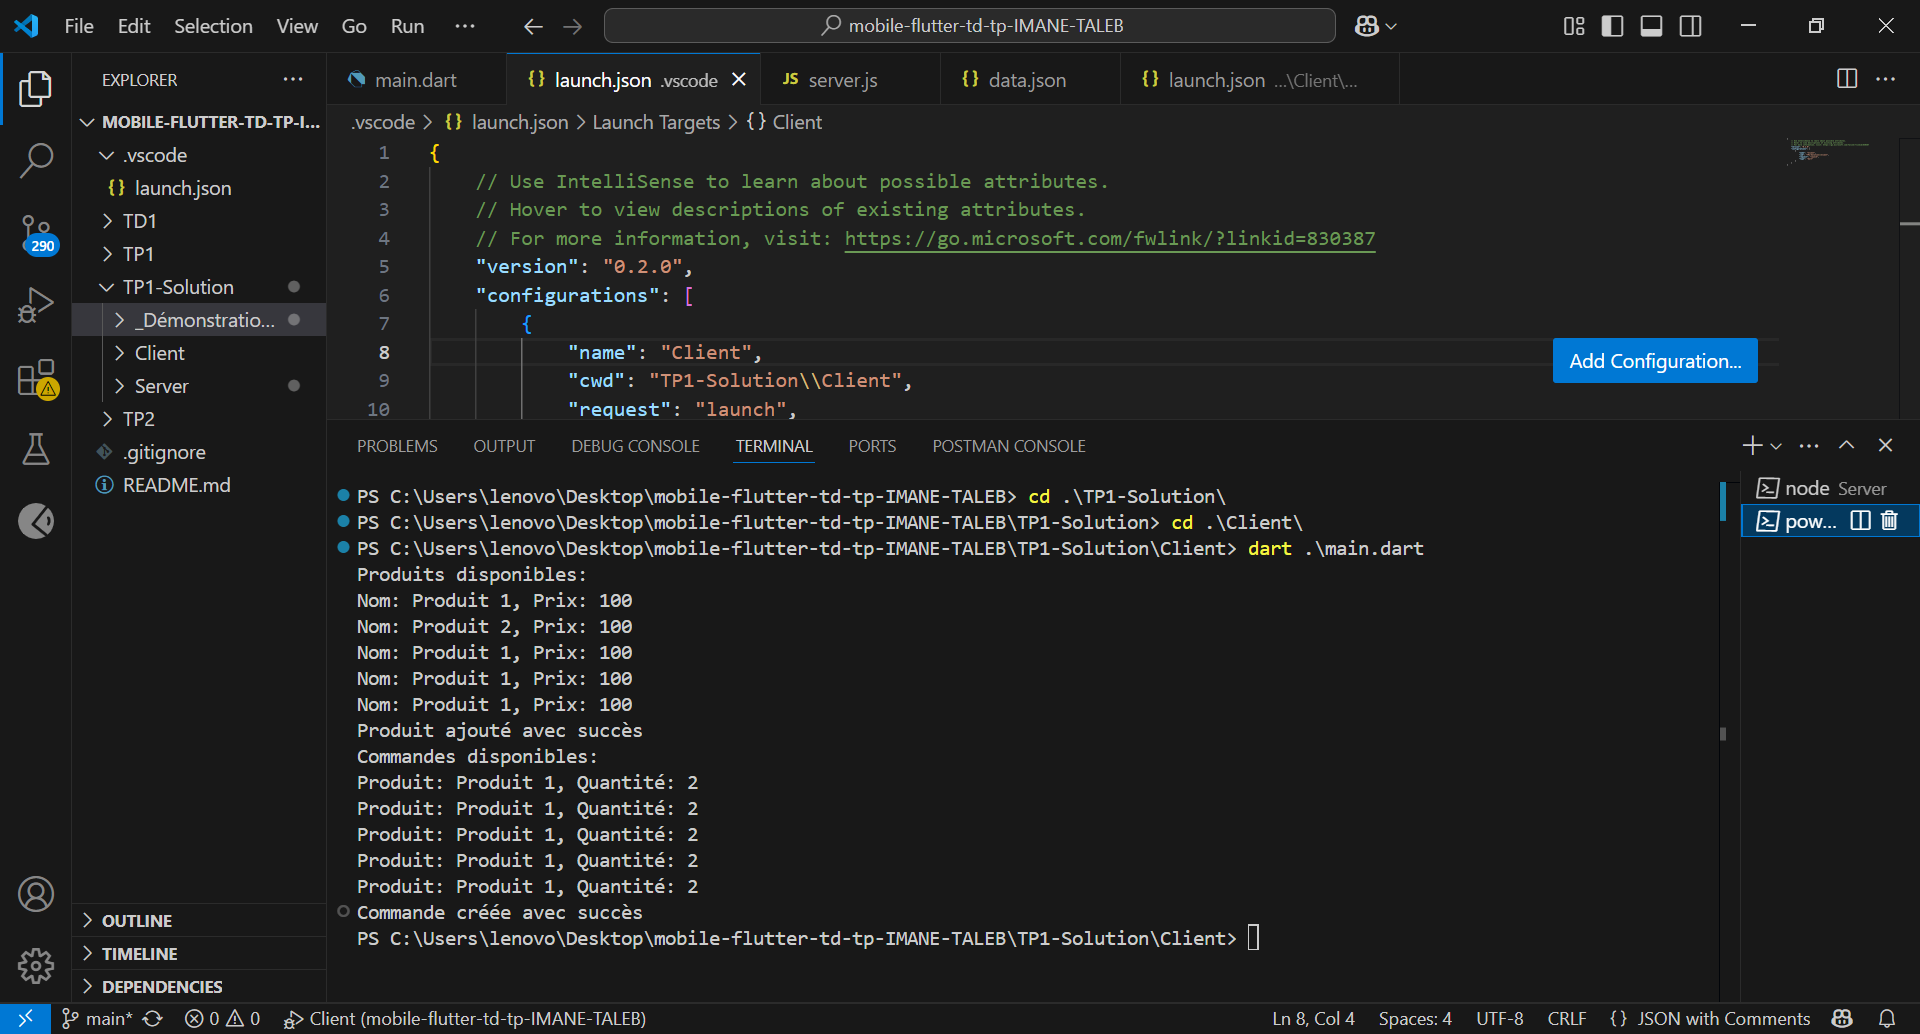 File Edit Selection View Go Run ···
mobile-flutter-td-tp-IMANE-TALEB
EXPLORER
main.dart
{} launch.json .vscode
JS server.js
{} data.json
{} launch.json ...\Client\...
MOBILE-FLUTTER-TD-TP-I...
.vscode
{} launch.json
TD1
TP1
TP1-Solution
_Démonstratio...
Client
Server
TP2
.gitignore
README.md
290
OUTLINE
TIMELINE
DEPENDENCIES
.vscode > {} launch.json > Launch Targets > {} Client
1 {
2 // Use IntelliSense to learn about possible attributes.
3 // Hover to view descriptions of existing attributes.
4 // For more information, visit: https://go.microsoft.com/fwlink/?linkid=830387
5 "version": "0.2.0",
6 "configurations": [
7 {
8 "name": "Client",
9 "cwd": "TP1-Solution\\Client",
10 "request": "launch",
Add Configuration...
PROBLEMS OUTPUT DEBUG CONSOLE TERMINAL PORTS POSTMAN CONSOLE
PS C:\Users\lenovo\Desktop\mobile-flutter-td-tp-IMANE-TALEB> cd .\TP1-Solution\
PS C:\Users\lenovo\Desktop\mobile-flutter-td-tp-IMANE-TALEB\TP1-Solution> cd .\Client\
PS C:\Users\lenovo\Desktop\mobile-flutter-td-tp-IMANE-TALEB\TP1-Solution\Client> dart .\main.dart
Produits disponibles:
Nom: Produit 1, Prix: 100
Nom: Produit 2, Prix: 100
Nom: Produit 1, Prix: 100
Nom: Produit 1, Prix: 100
Nom: Produit 1, Prix: 100
Produit ajouté avec succès
Commandes disponibles:
Produit: Produit 1, Quantité: 2
Produit: Produit 1, Quantité: 2
Produit: Produit 1, Quantité: 2
Produit: Produit 1, Quantité: 2
Produit: Produit 1, Quantité: 2
Commande créée avec succès
PS C:\Users\lenovo\Desktop\mobile-flutter-td-tp-IMANE-TALEB\TP1-Solution\Client>
node Server
pow...
main* 0 0 Client (mobile-flutter-td-tp-IMANE-TALEB)
Ln 8, Col 4 Spaces: 4 UTF-8 CRLF {} JSON with Comments